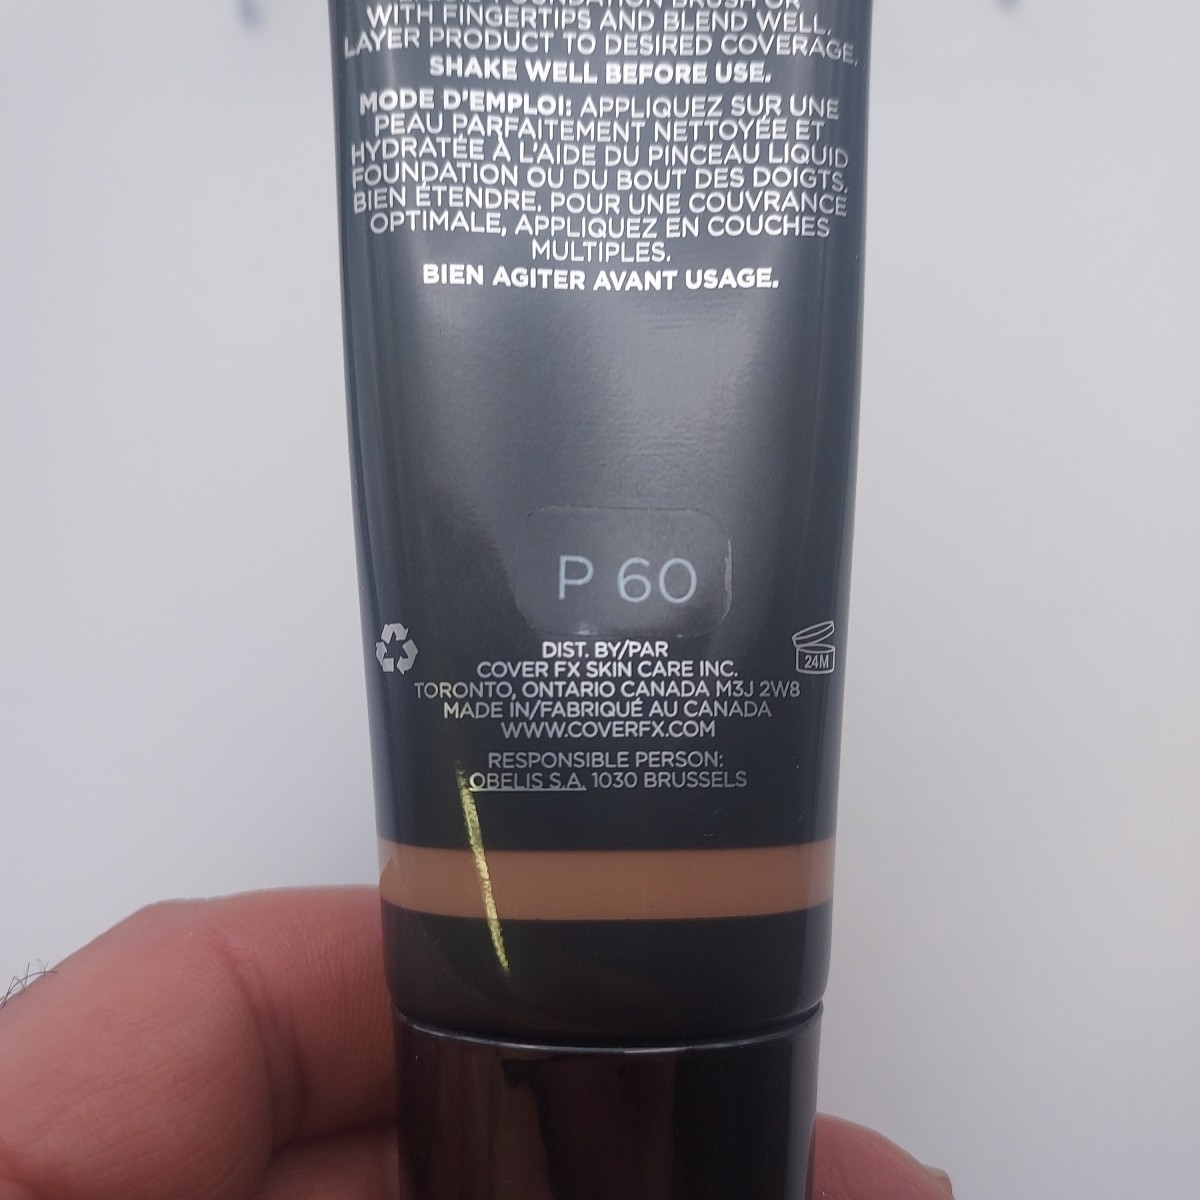 LIQUID FOUNDATION BRUSH OR
WITH FINGERTIPS AND BLEND WELL,
LAYER PRODUCT TO DESIRED COVERAGE.
SHAKE WELL BEFORE USE.
MODE D'EMPLOI: APPLIQUEZ SUR UNE
PEAU PARFAITEMENT NETTOYÉE ET
HYDRATÉE À L'AIDE DU PINCEAU LIQUID
FOUNDATION OU DU BOUT DES DOIGTS.
BIEN ÉTENDRE. POUR UNE COUVRANCE
OPTIMALE, APPLIQUEZ EN COUCHES
MULTIPLES.
BIEN AGITER AVANT USAGE.
P 60
DIST. BY/PAR
COVER FX SKIN CARE INC.
TORONTO, ONTARIO CANADA M3J 2W8
MADE IN/FABRIQUÉ AU CANADA
WWW.COVERFX.COM
24M
RESPONSIBLE PERSON:
OBELIS S.A. 1030 BRUSSELS